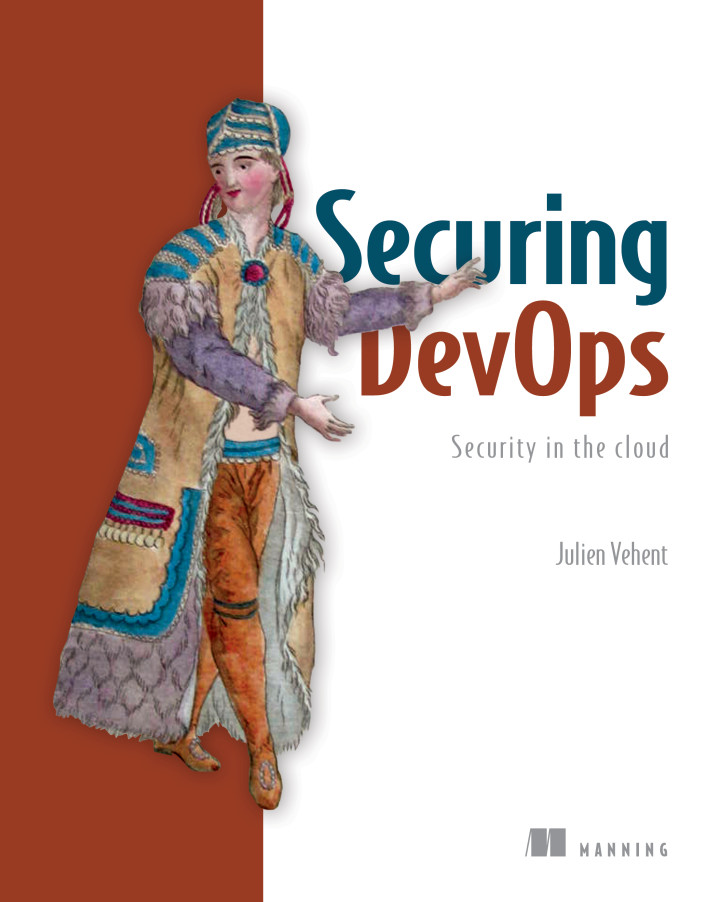 Securing
DevOps
Security in the cloud
Julien Vehent
MANNING